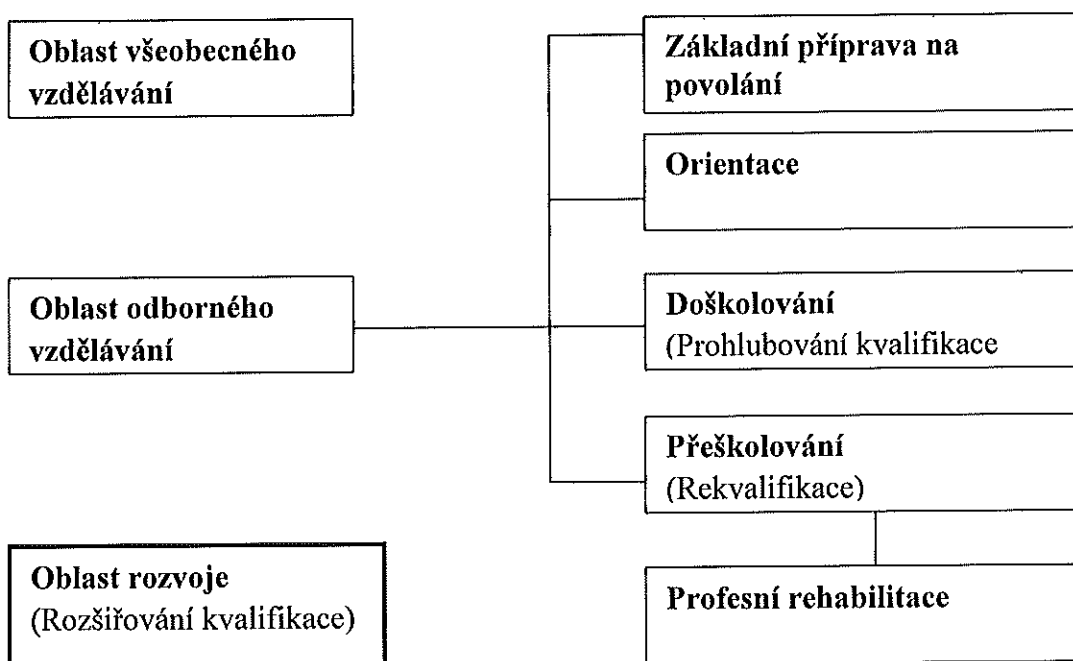 Oblast všeobecného
vzdělávání
Základní příprava na
povolání
Orientace
Oblast odborného
vzdělávání
Doškolování
(Prohlubování kvalifikace
Přeškolování
(Rekvalifikace)
Oblast rozvoje
(Rozšiřování kvalifikace)
Profesní rehabilitace